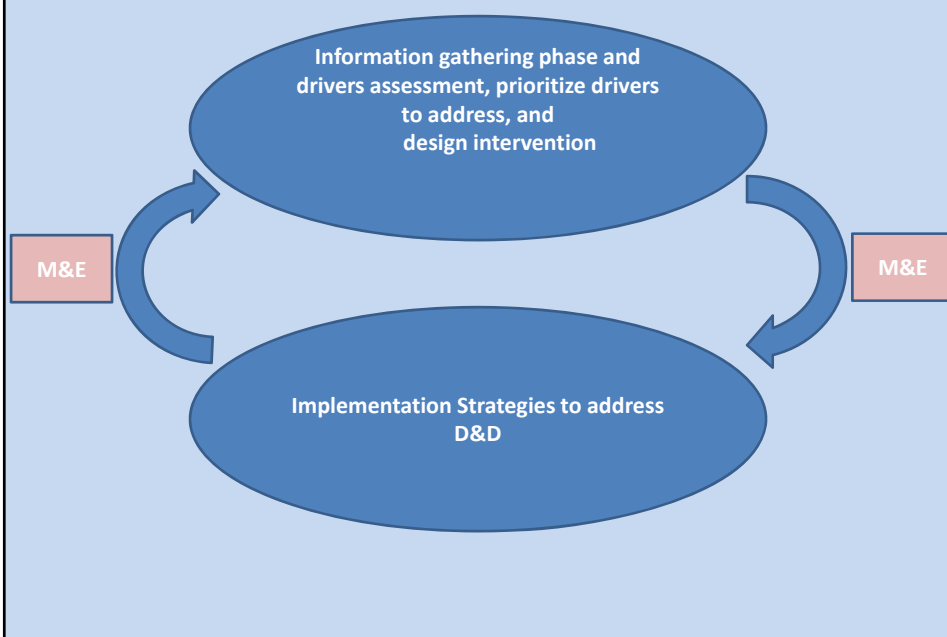 Information gathering phase and
drivers assessment, prioritize drivers
to address, and
design intervention
M&E
M&E
Implementation Strategies to address
D&D